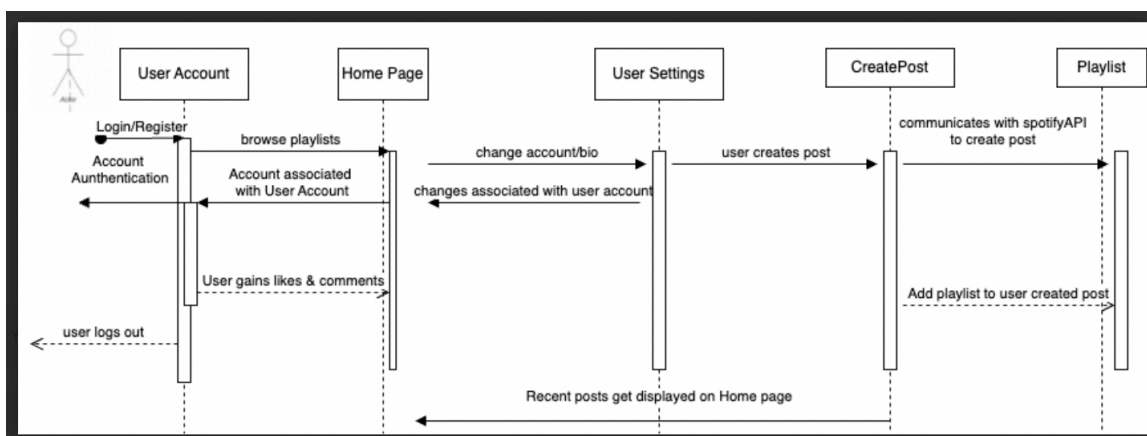 User Account
Home Page
User Settings
CreatePost
Playlist
Login/Register
browse playlists
change account/bio
user creates post
communicates with spotifyAPI
to create post
Account
Aunthentication
Account associated
with User Account
changes associated with user account
User gains likes & comments
Add playlist to user created post
user logs out
Recent posts get displayed on Home page